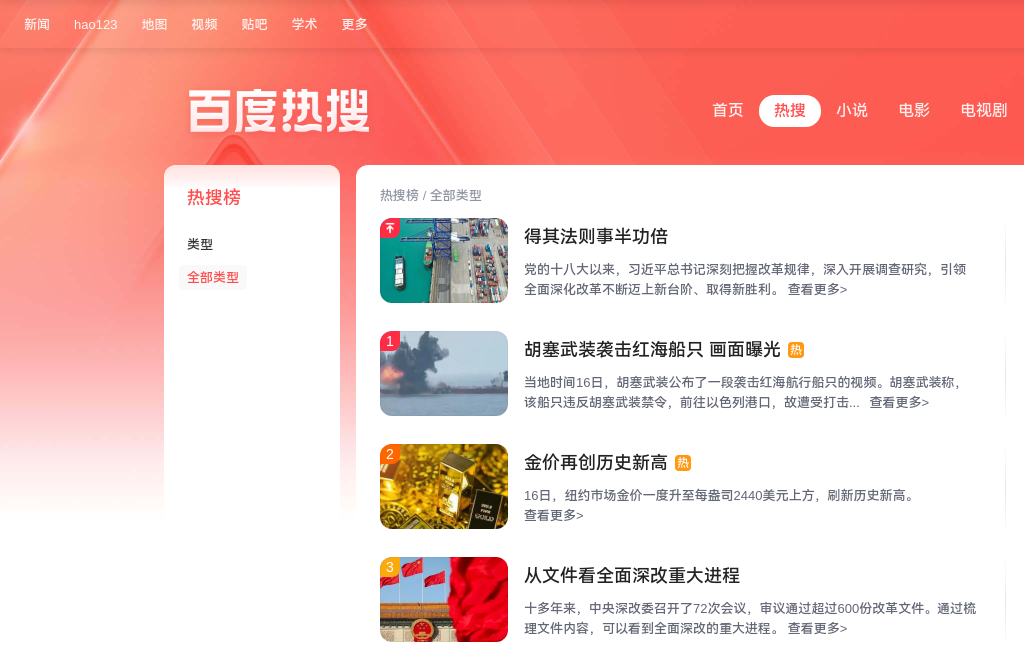 新闻 hao123 地图 视频 贴吧 学术 更多
百度热搜
首页 热搜 小说 电影 电视剧
热搜榜
类型
全部类型
热搜榜 / 全部类型
得其法则事半功倍
党的十八大以来，习近平总书记深刻把握改革规律，深入开展调查研究，引领
全面深化改革不断迈上新台阶、取得新胜利。 查看更多>
1
胡塞武装袭击红海船只 画面曝光 热
当地时间16日，胡塞武装公布了一段袭击红海航行船只的视频。胡塞武装称，
该船只违反胡塞武装禁令，前往以色列港口，故遭受打击... 查看更多>
2
金价再创历史新高 热
16日，纽约市场金价一度升至每盎司2440美元上方，刷新历史新高。
查看更多>
3
从文件看全面深改重大进程
十多年来，中央深改委召开了72次会议，审议通过超过600份改革文件。通过梳
理文件内容，可以看到全面深改的重大进程。 查看更多>